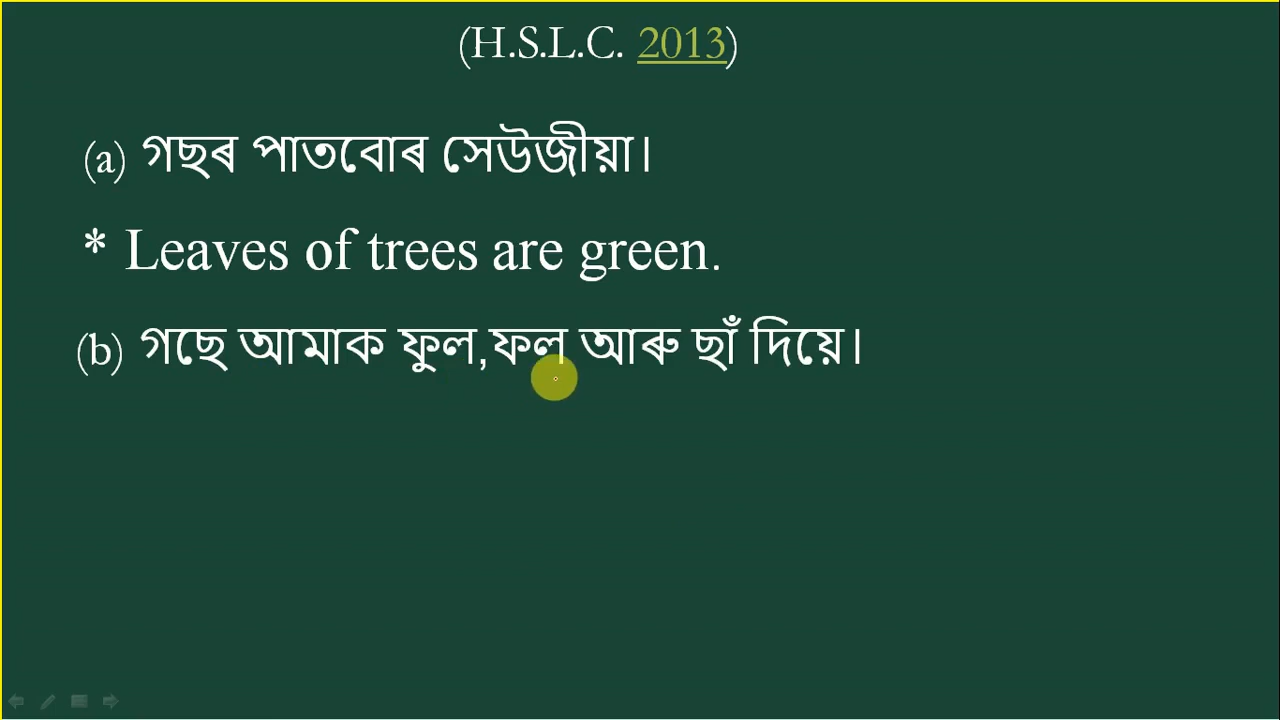 (H.S.L.C. 2013)
(a) গছৰ পাতবোৰ সেউজীয়া।
* Leaves of trees are green.
(b) গছে আমাক ফুল,ফল আৰু ছাঁ দিয়ে।